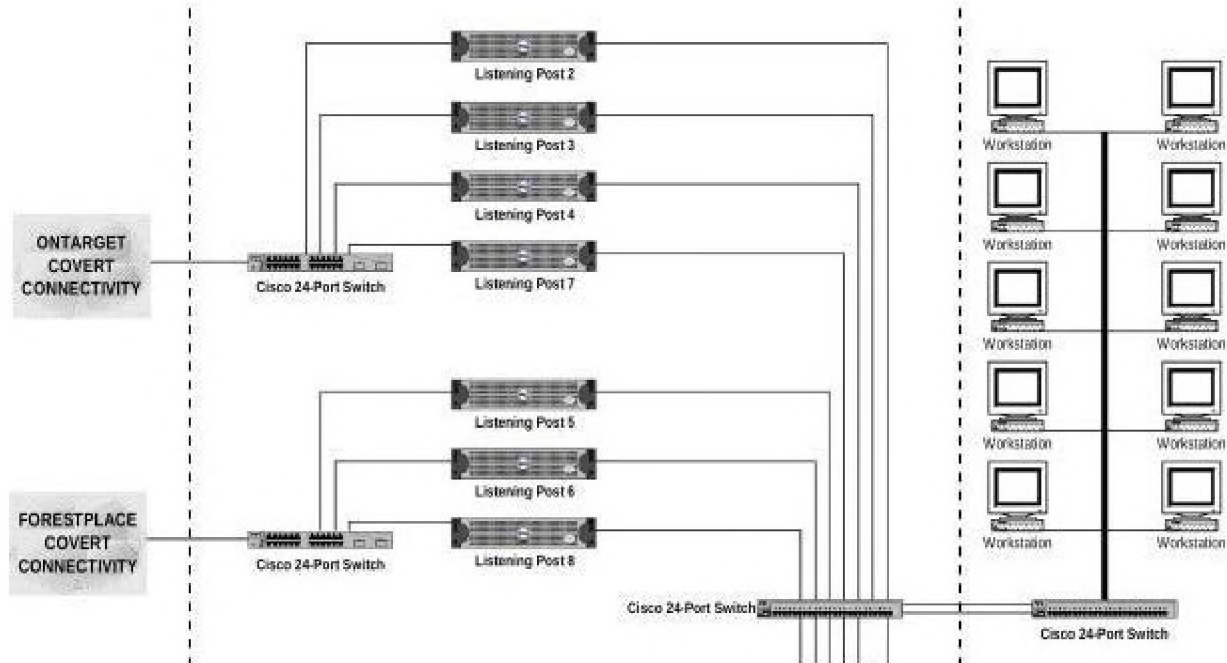 Listening Post 2
Listening Post 3
Listening Post 4
Listening Post 7
ONTARGET
COVERT
CONNECTIVITY
Cisco 24-Port Switch
Listening Post 5
Listening Post 6
Listening Post 8
FORESTPLACE
COVERT
CONNECTIVITY
Cisco 24-Port Switch
Cisco 24-Port Switch
Workstation
Workstation
Workstation
Workstation
Workstation
Workstation
Workstation
Workstation
Workstation
Workstation
Cisco 24-Port Switch